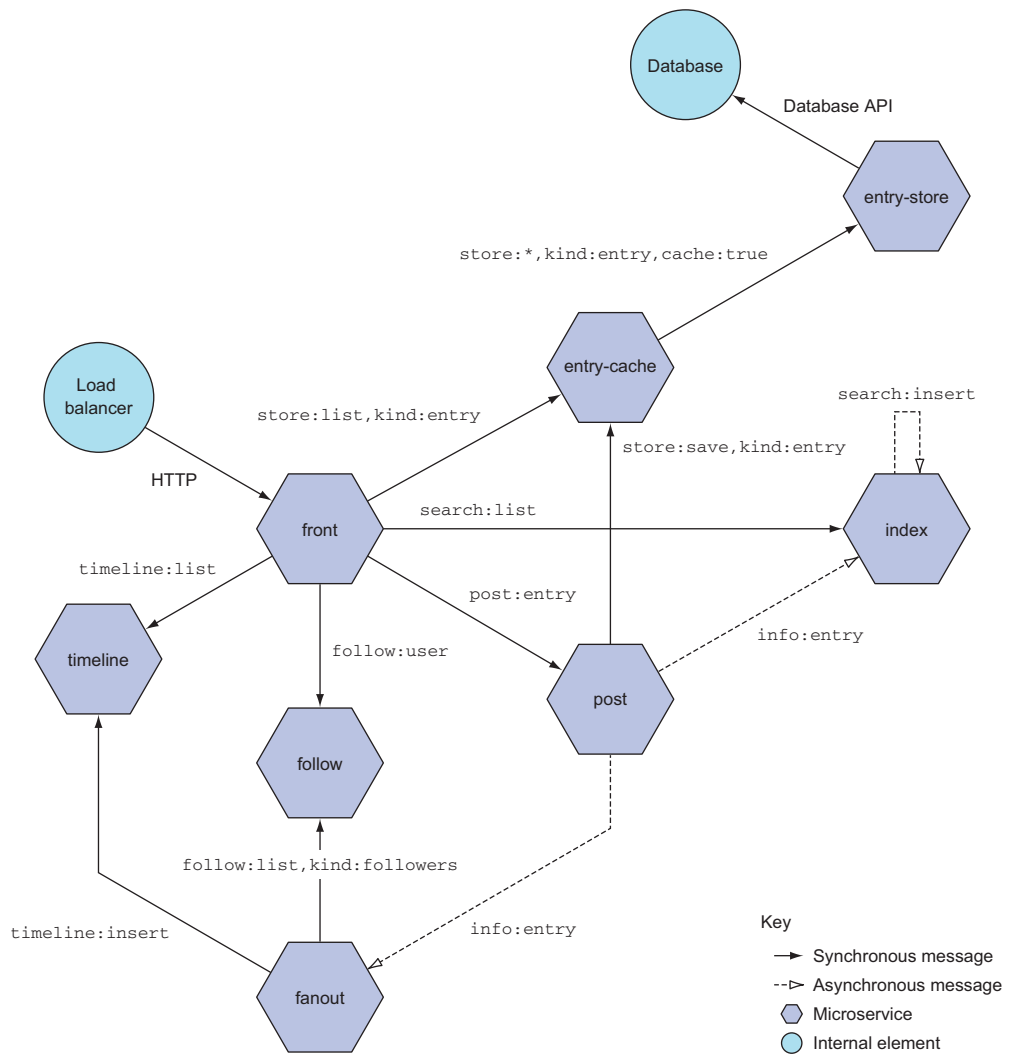 Database
Database API
entry-store
store:*,kind:entry,cache:true
entry-cache
Load
balancer
search:insert
store:list,kind:entry
store:save,kind:entry
HTTP
search:list
front
index
timeline:list
post:entry
info:entry
follow:user
timeline
post
follow
follow:list,kind:followers
Key
timeline:insert
info:entry
Synchronous message
Asynchronous message
fanout
Microservice
Internal element